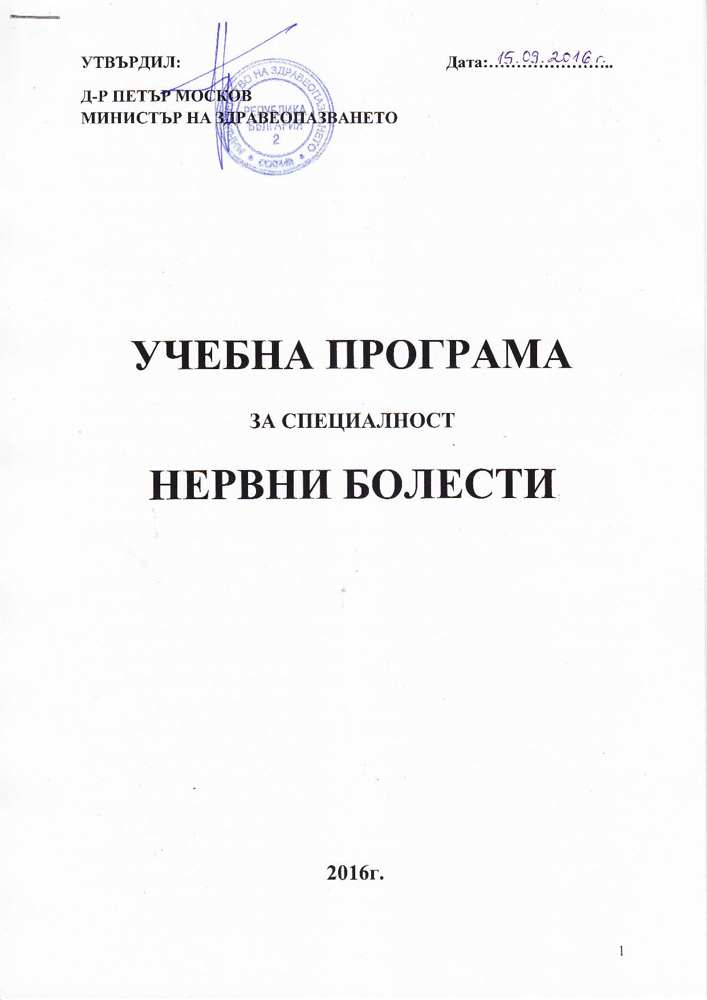 УТВЪРДИЛ:
Дата:15.09.2016 г.
Д-Р ПЕТЪР МОСКОВ
МИНИСТЪР НА ЗДРАВЕОПАЗВАНЕТО
МИНИСТЕРСТВО НА ЗДРАВЕОПАЗВАНЕТО
РЕПУБЛИКА
БЪЛГАРИЯ
2
СОФИЯ
УЧЕБНА ПРОГРАМА
ЗА СПЕЦИАЛНОСТ
НЕРВНИ БОЛЕСТИ
2016г.
1